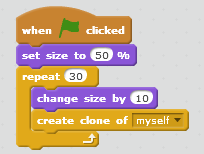 when clicked
set size to 50 %
repeat 30
change size by 10
create clone of myself